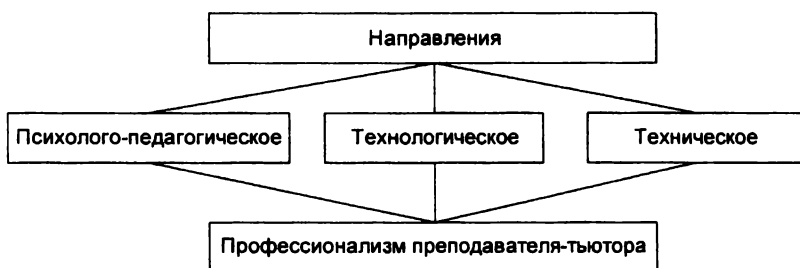 Направления
Психолого-педагогическое
Технологическое
Техническое
Профессионализм преподавателя-тьютора